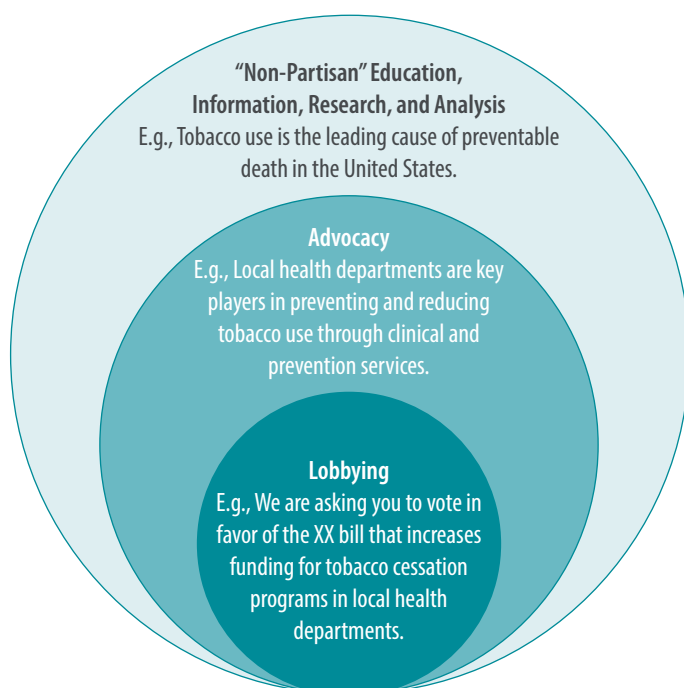 “Non-Partisan” Education,
Information, Research, and Analysis
E.g., Tobacco use is the leading cause of preventable
death in the United States.
Advocacy
E.g., Local health departments are key
players in preventing and reducing
tobacco use through clinical and
prevention services.
Lobbying
E.g., We are asking you to vote in
favor of the XX bill that increases
funding for tobacco cessation
programs in local health
departments.